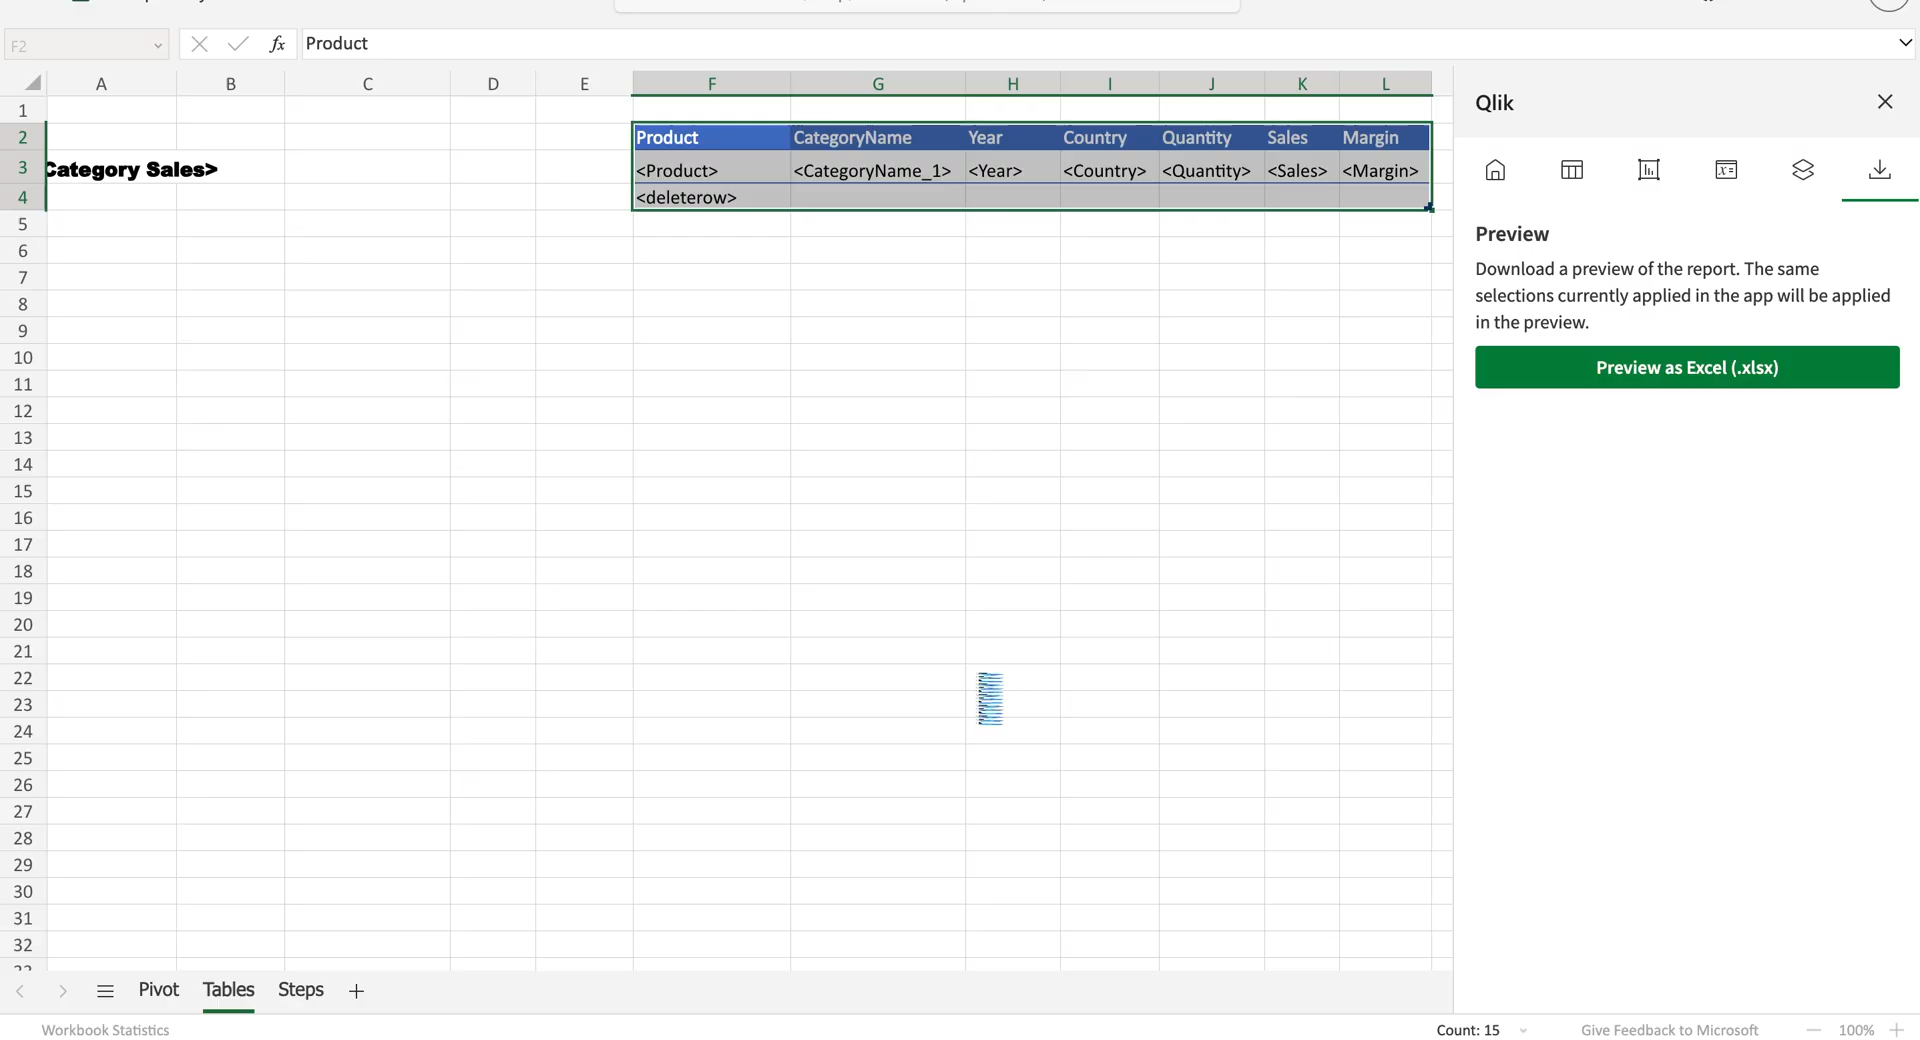 F2
fx
Product
A B C D E F G H I J K L
1
2 Product CategoryName Year Country Quantity Sales Margin
3 Category Sales> <Product> <CategoryName_1> <Year> <Country> <Quantity> <Sales> <Margin>
4 <deleterow>
5
6
7
8
9
10
11
12
13
14
15
16
17
18
19
20
21
22
23
24
25
26
27
28
29
30
31
32
Qlik
Preview
Download a preview of the report. The same
selections currently applied in the app will be applied
in the preview.
Preview as Excel (.xlsx)
Pivot Tables Steps
Workbook Statistics
Count: 15
Give Feedback to Microsoft
100%